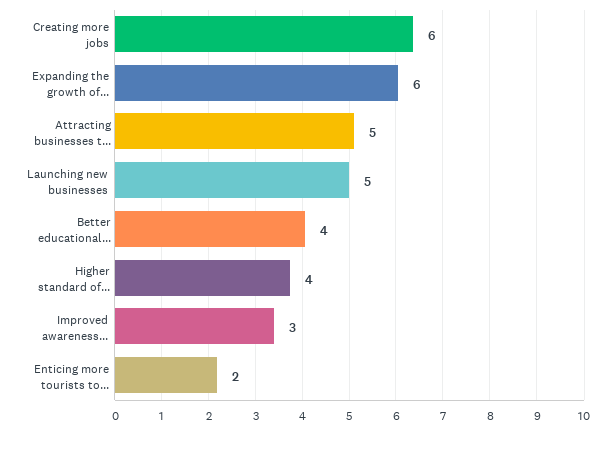 Creating more
jobs
6
Expanding the
growth of...
6
Attracting
businesses t...
5
Launching new
businesses
5
Better
educational...
4
Higher
standard of...
4
Improved
awareness...
3
Enticing more
tourists to...
2
0 1 2 3 4 5 6 7 8 9 10